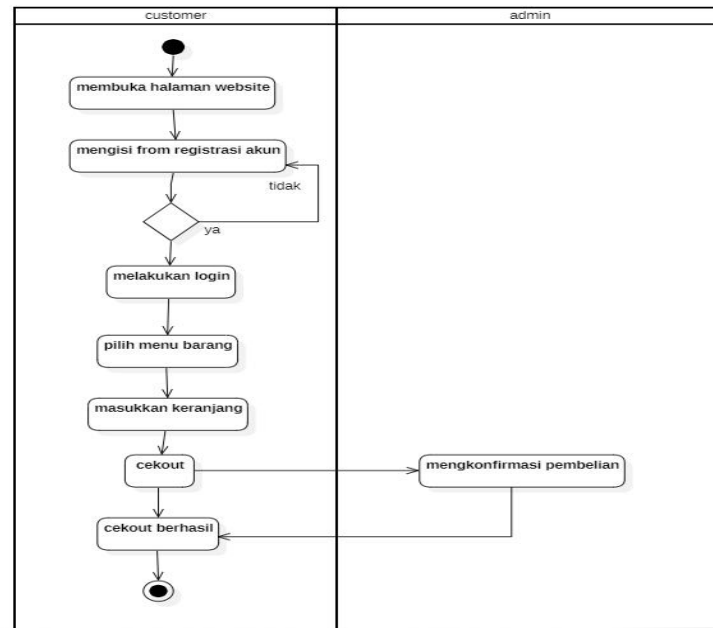 customer
admin
membuka halaman website
mengisi from registrasi akun
tidak
ya
melakukan login
pilih menu barang
masukkan keranjang
cekout
mengkonfirmasi pembelian
cekout berhasil